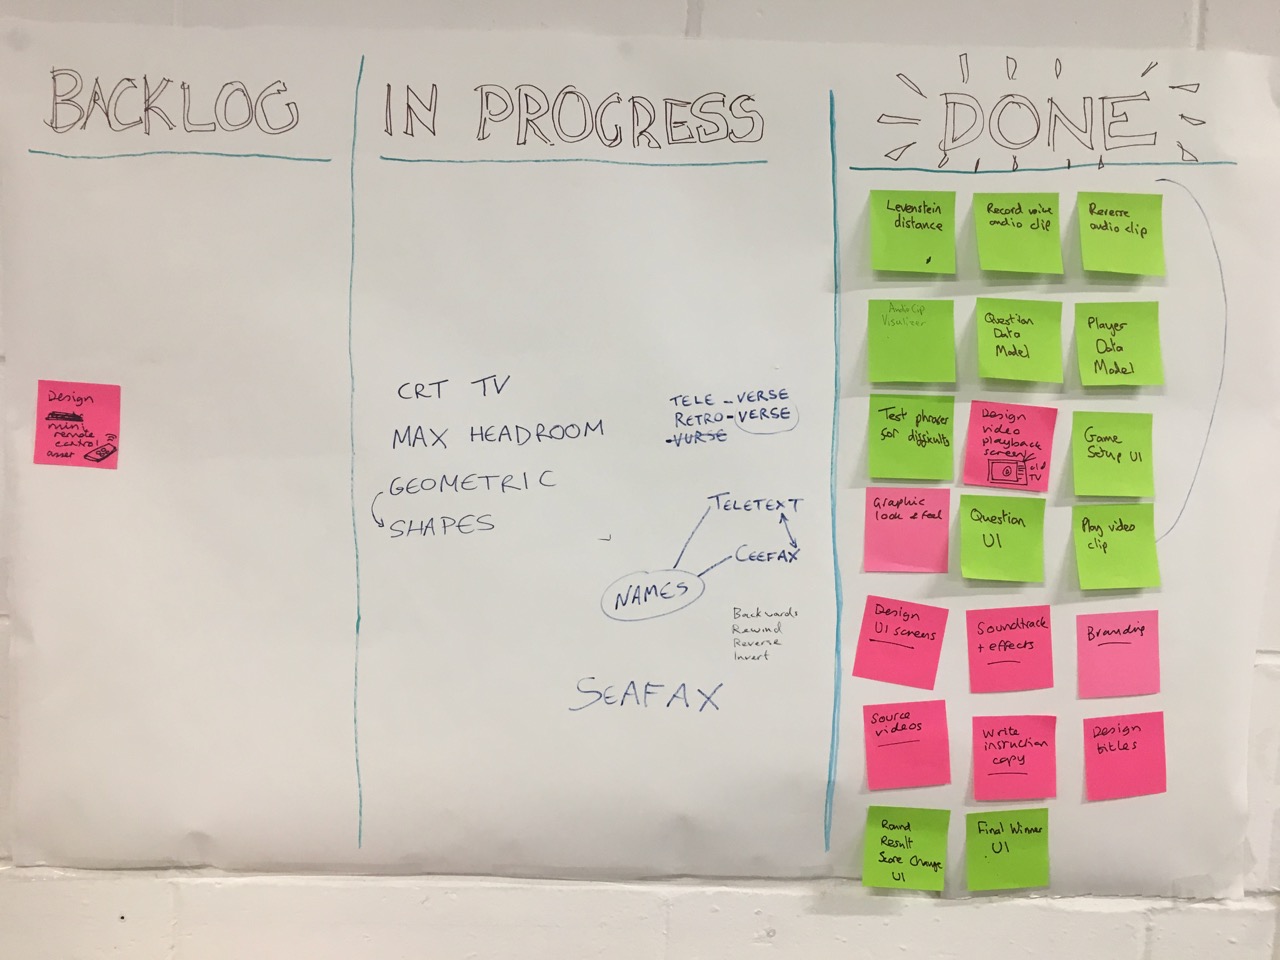 BACKLOG
IN PROGRESS
DONE
Design
mini
remote
control
asset
CRT TV
MAX HEADROOM
GEOMETRIC
SHAPES
TELE - VERSE
RETRO-VERSE
-VURSE
TELETEXT
CEEFAX
NAMES
Backwards
Rewind
Reverse
Invert
SEAFAX
Levenstein
distance
Record voice
audio clip
Reverse
audio clip
Audio Clip
Visulizer
Question
Data
Model
Player
Data
Model
Test phrases
for difficulty
Design
video
playback
screen
old
TV
Game
Setup UI
Graphic
look & feel
Question
UI
Play video
clip
Design
UI screens
Soundtrack
+ effects
Branding
Source
videos
Write
instruction
copy
Design
titles
Round
Result
Score Change
UI
Final Winner
UI